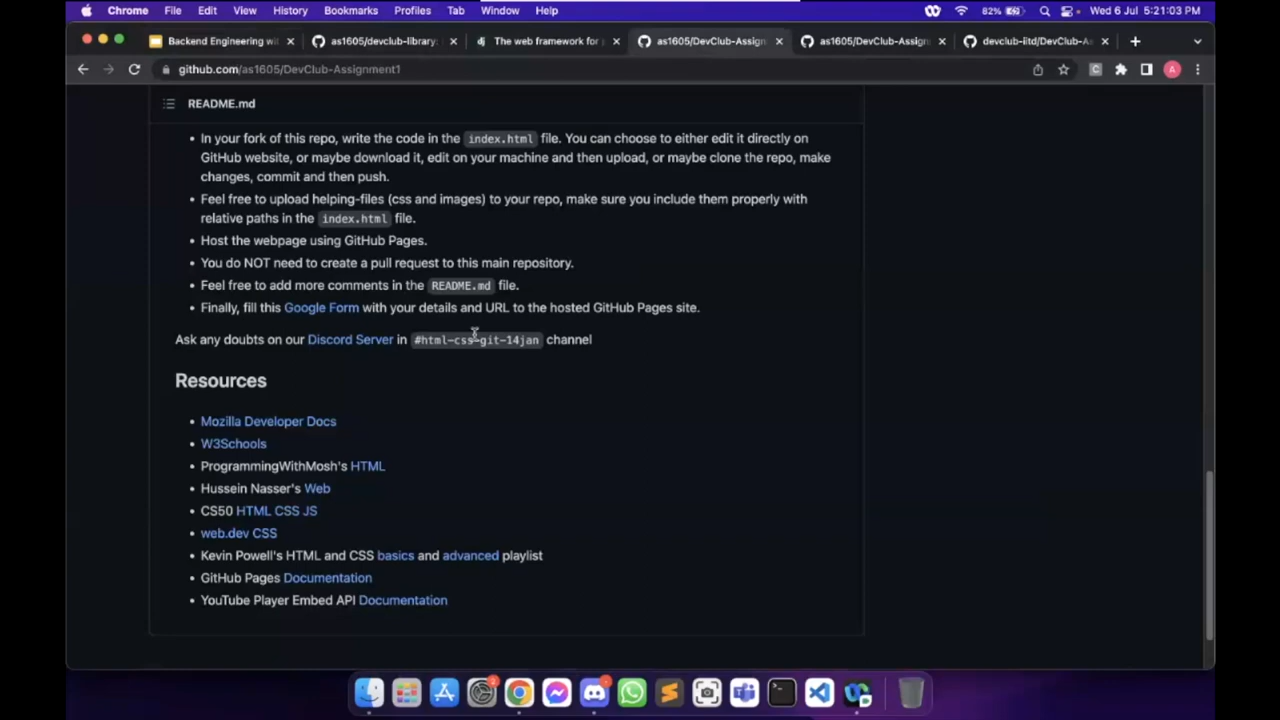 Chrome File Edit View History Bookmarks Profiles Tab Window Help 82% Wed 6 Jul 5:21:03 PM
Backend Engineering wi as1605/devclub-library: The web framework for p as1605/DevClub-Assign as1605/DevClub-Assign devclub-iitd/DevClub-A
github.com/as1605/DevClub-Assignment1
README.md
• In your fork of this repo, write the code in the index.html file. You can choose to either edit it directly on
GitHub website, or maybe download it, edit on your machine and then upload, or maybe clone the repo, make
changes, commit and then push.
• Feel free to upload helping-files (css and images) to your repo, make sure you include them properly with
relative paths in the index.html file.
• Host the webpage using GitHub Pages.
• You do NOT need to create a pull request to this main repository.
• Feel free to add more comments in the README.md file.
• Finally, fill this Google Form with your details and URL to the hosted GitHub Pages site.
Ask any doubts on our Discord Server in #html-css-git-14jan channel
Resources
• Mozilla Developer Docs
• W3Schools
• ProgrammingWithMosh's HTML
• Hussein Nasser's Web
• CS50 HTML CSS JS
• web.dev CSS
• Kevin Powell's HTML and CSS basics and advanced playlist
• GitHub Pages Documentation
• YouTube Player Embed API Documentation